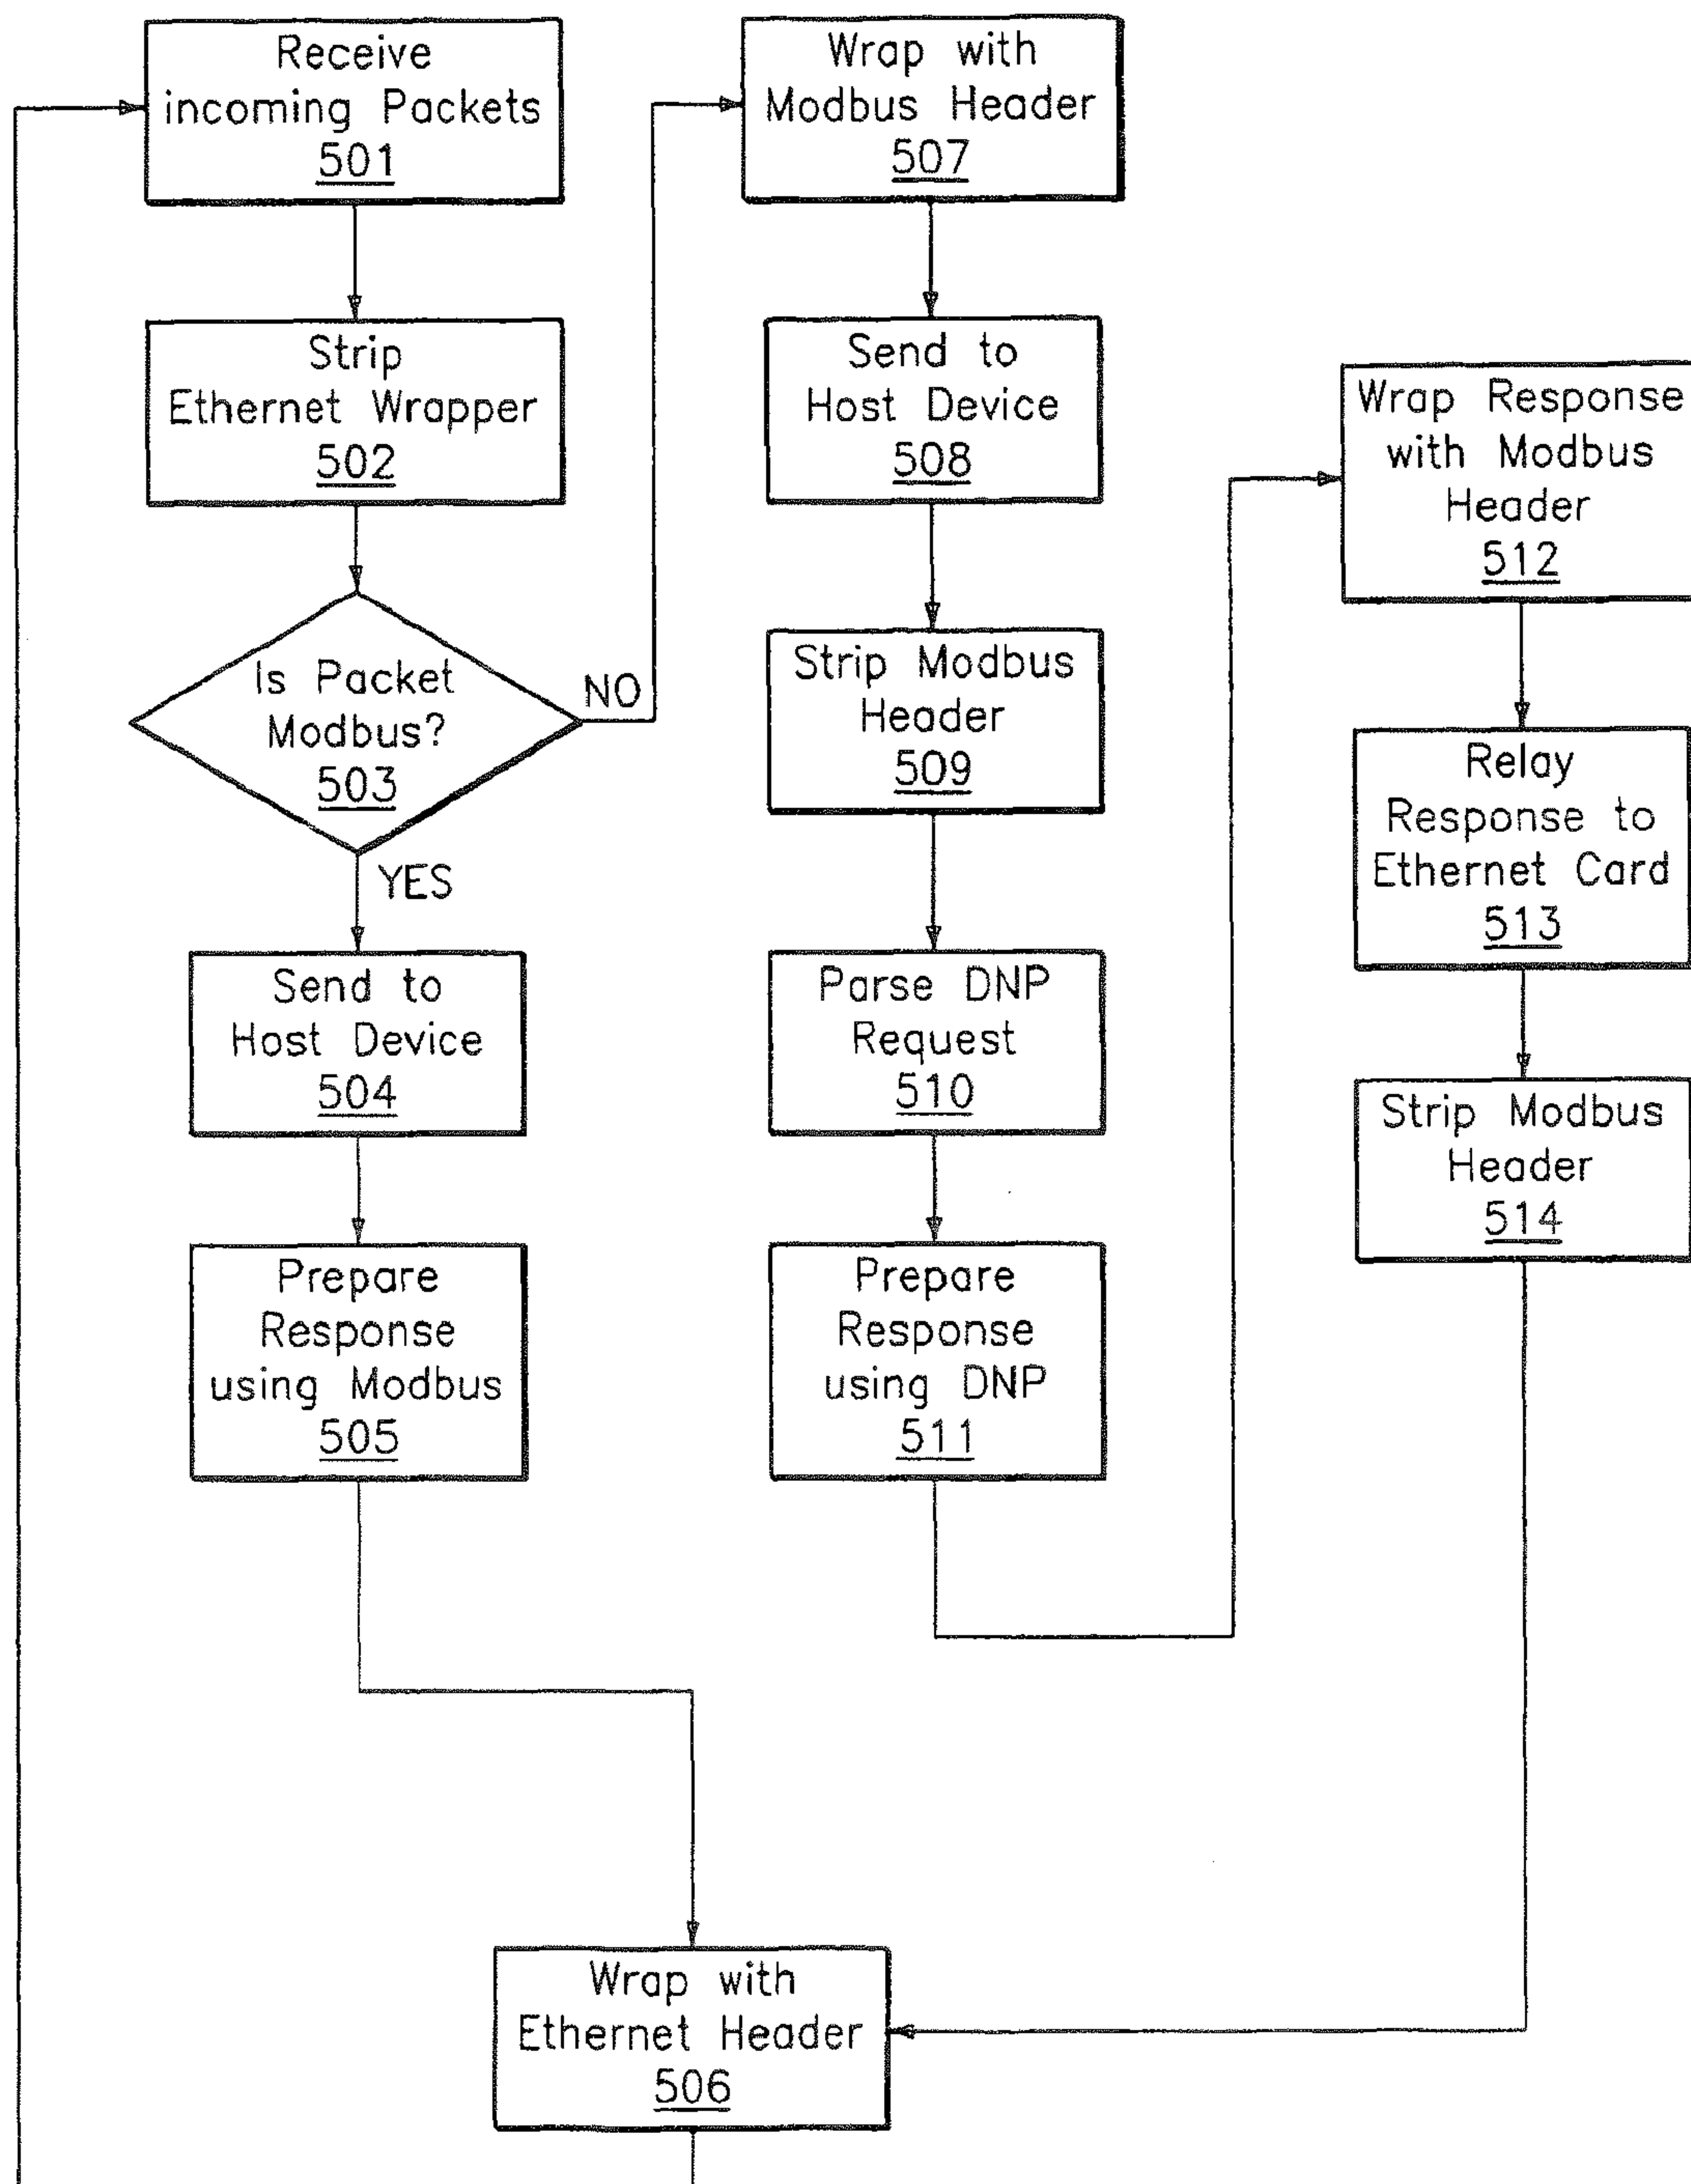 Receive
incoming Packets
501
Strip
Ethernet Wrapper
502
Is Packet
Modbus?
503
NO
YES
Send to
Host Device
504
Prepare
Response
using Modbus
505
Wrap with
Modbus Header
507
Send to
Host Device
508
Strip Modbus
Header
509
Parse DNP
Request
510
Prepare
Response
using DNP
511
Wrap Response
with Modbus
Header
512
Relay
Response to
Ethernet Card
513
Strip Modbus
Header
514
Wrap with
Ethernet Header
506